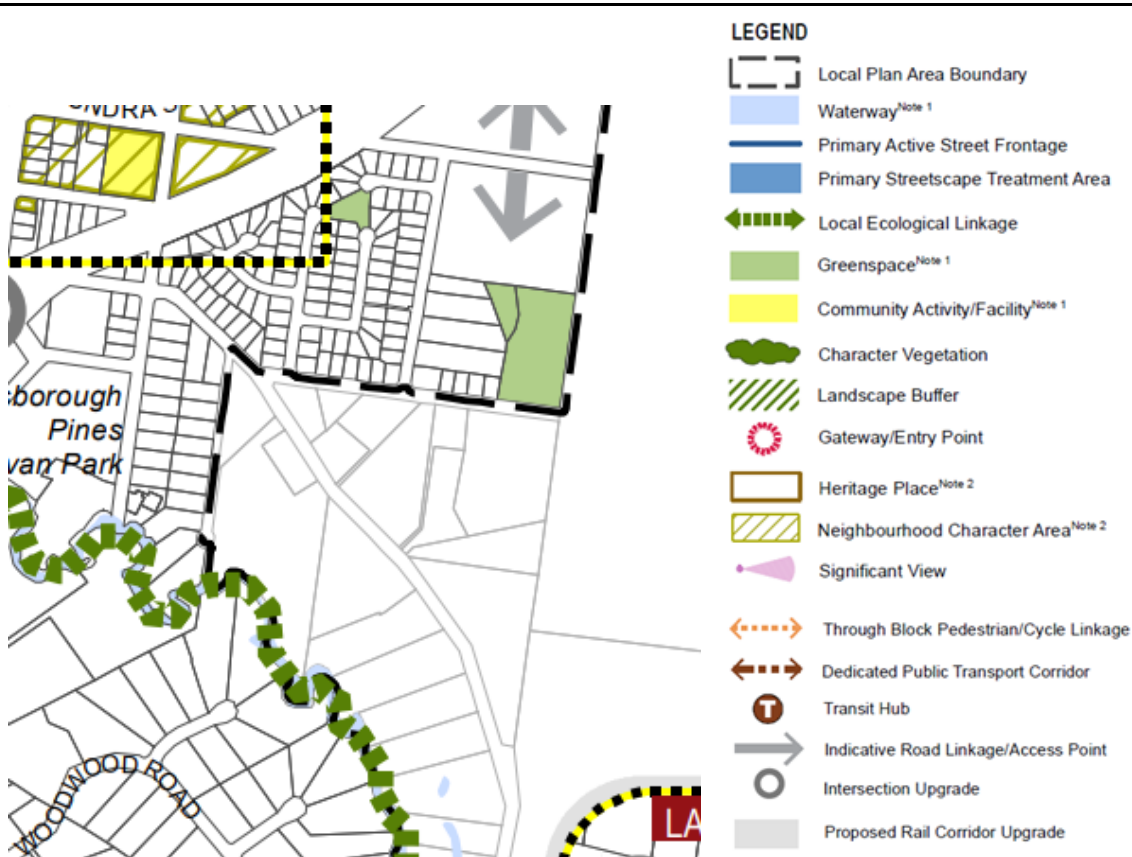 LEGEND
Local Plan Area Boundary
Waterway Note 1
Primary Active Street Frontage
Primary Streetscape Treatment Area
Local Ecological Linkage
Greenspace Note 1
Community Activity/Facility Note 1
Character Vegetation
Landscape Buffer
Gateway/Entry Point
Heritage Place Note 2
Neighbourhood Character Area Note 2
Significant View
Through Block Pedestrian/Cycle Linkage
Dedicated Public Transport Corridor
T
Transit Hub
Indicative Road Linkage/Access Point
Intersection Upgrade
Proposed Rail Corridor Upgrade
NDRA S
sborough
Pines
van Park
WOODWOOD ROAD
LA